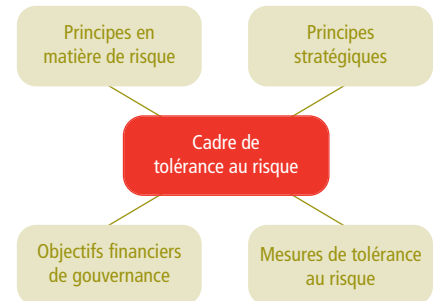 Principes en
matière de risque
Principes
stratégiques
Cadre de
tolérance au risque
Objectifs financiers
de gouvernance
Mesures de tolérance
au risque